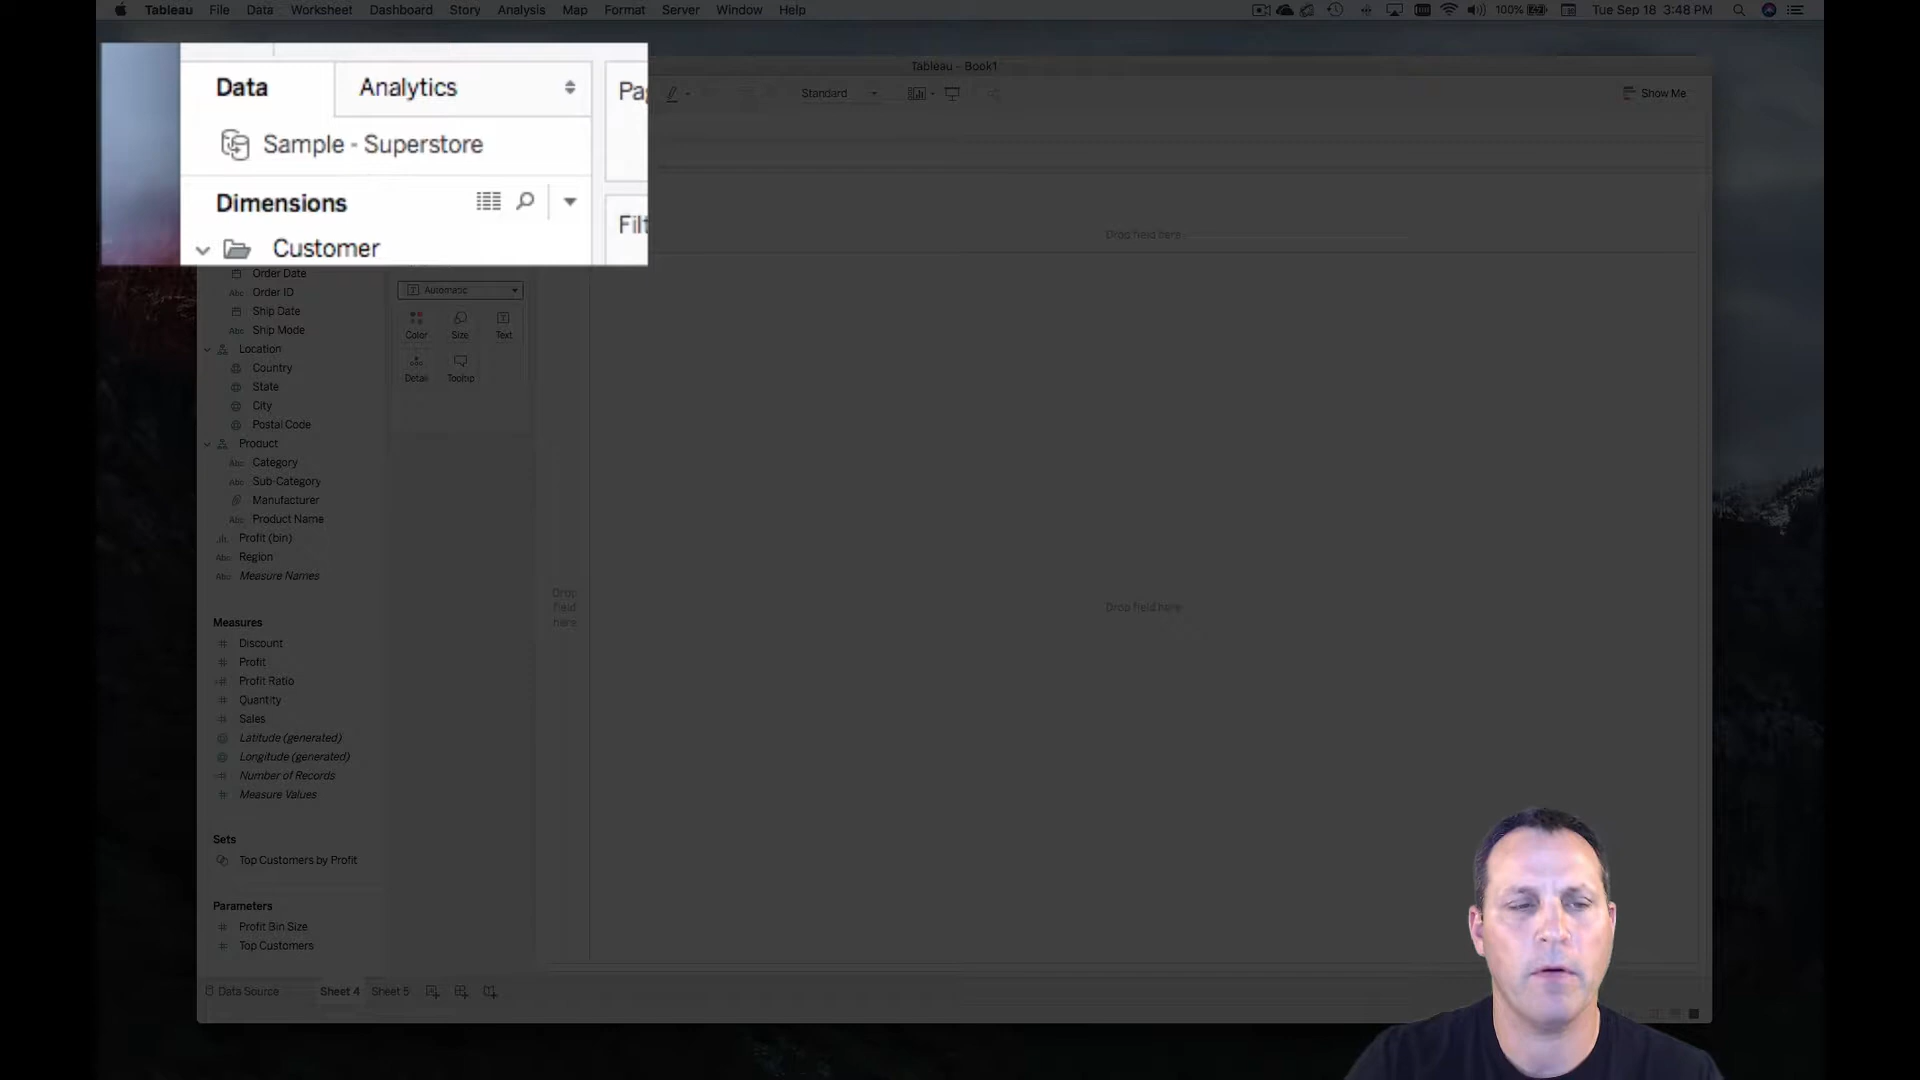 Tableau File Data Worksheet Dashboard Story Analysis Map Format Server Window Help
100% Tue Sep 18 3:48 PM
Tableau - Book1
Data Analytics
Sample - Superstore
Dimensions
Customer
Standard
Show Me
Order Date
Order ID
Ship Date
Ship Mode
Location
Country
State
City
Postal Code
Product
Category
Sub-Category
Manufacturer
Product Name
Profit (bin)
Region
Measure Names
Measures
Discount
Profit
Profit Ratio
Quantity
Sales
Latitude (generated)
Longitude (generated)
Number of Records
Measure Values
Sets
Top Customers by Profit
Parameters
Profit Bin Size
Top Customers
Automatic
Color Size Text
Detail Tooltip
Drop field here
Drop
field
here
Drop field here
Data Source Sheet 4 Sheet 5